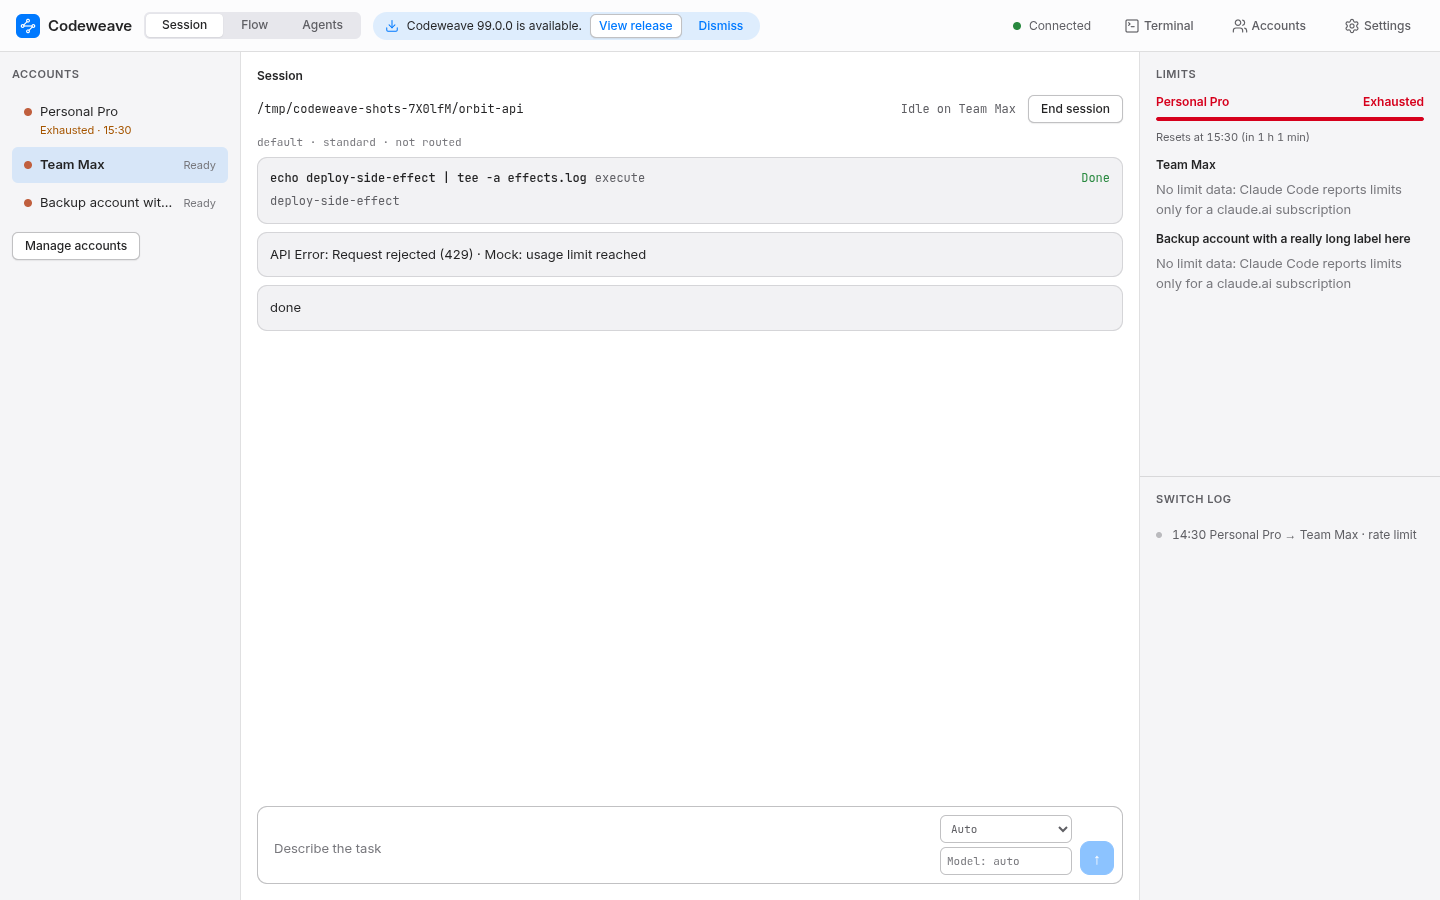 Codeweave
Session Flow Agents
Codeweave 99.0.0 is available. View release Dismiss
Connected Terminal Accounts Settings
ACCOUNTS
Personal Pro
Exhausted · 15:30
Team Max Ready
Backup account wit... Ready
Manage accounts
Session
/tmp/codeweave-shots-7X0lfM/orbit-api Idle on Team Max End session
default · standard · not routed
echo deploy-side-effect | tee -a effects.log execute Done
deploy-side-effect
API Error: Request rejected (429) · Mock: usage limit reached
done
Describe the task
Auto
Model: auto
↑
LIMITS
Personal Pro Exhausted
Resets at 15:30 (in 1 h 1 min)
Team Max
No limit data: Claude Code reports limits
only for a claude.ai subscription
Backup account with a really long label here
No limit data: Claude Code reports limits
only for a claude.ai subscription
SWITCH LOG
14:30 Personal Pro → Team Max · rate limit